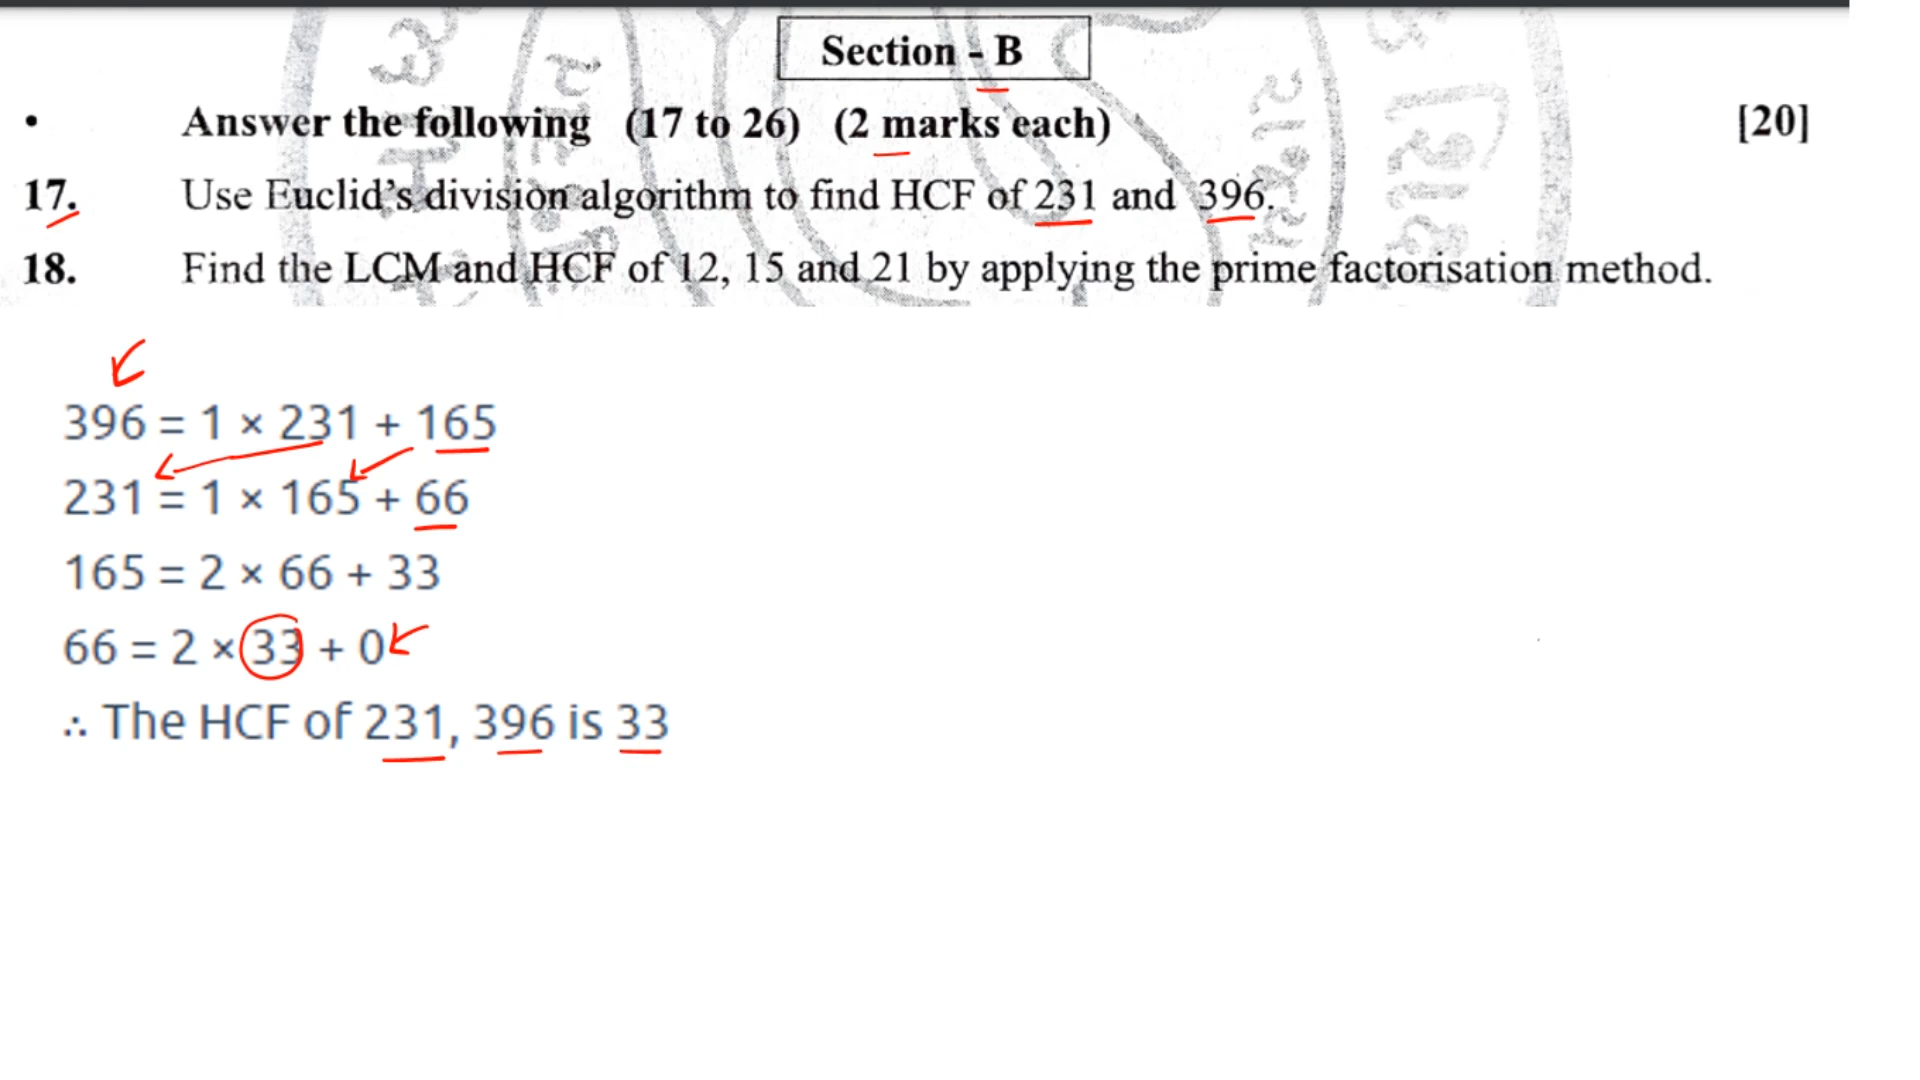 Section - B
• Answer the following (17 to 26) (2 marks each) [20]
17. Use Euclid’s division algorithm to find HCF of 231 and 396.
18. Find the LCM and HCF of 12, 15 and 21 by applying the prime factorisation method.
396 = 1 × 231 + 165
231 = 1 × 165 + 66
165 = 2 × 66 + 33
66 = 2 × 33 + 0
∴ The HCF of 231, 396 is 33